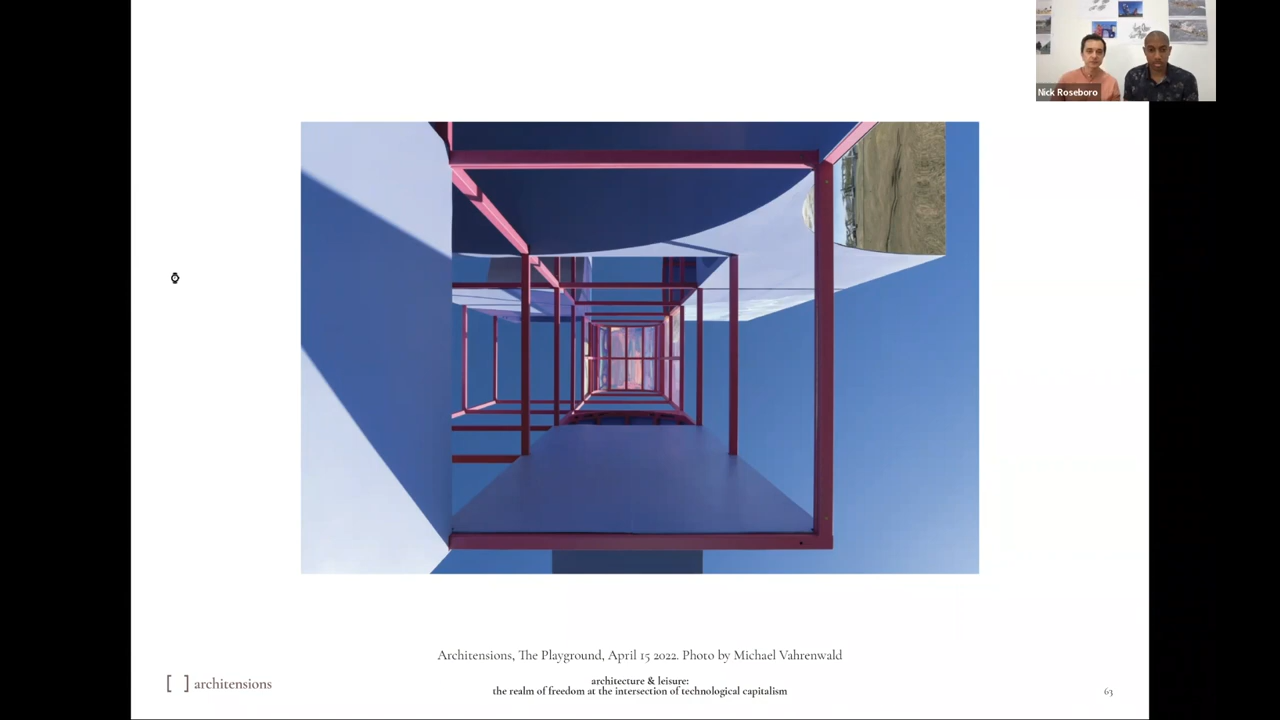 Nick Roseboro
Architensions, The Playground, April 15 2022. Photo by Michael Vahrenwald
[ ] architensions
architecture & leisure:
the realm of freedom at the intersection of technological capitalism
63